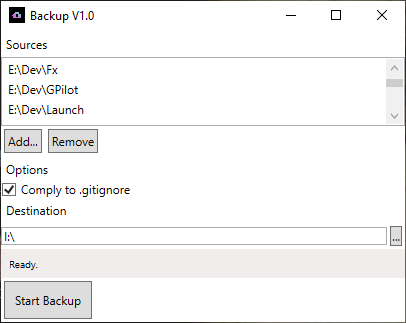 Backup V1.0
Sources
E:\Dev\Fx
E:\Dev\GPilot
E:\Dev\Launch
Add... Remove
Options
Comply to .gitignore
Destination
I:\ ...
Ready.
Start Backup